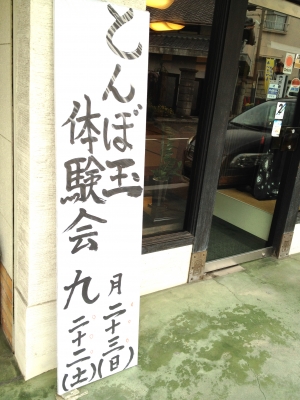 とんぼ玉
体験会
九月
二十二(土)
二十三(日)